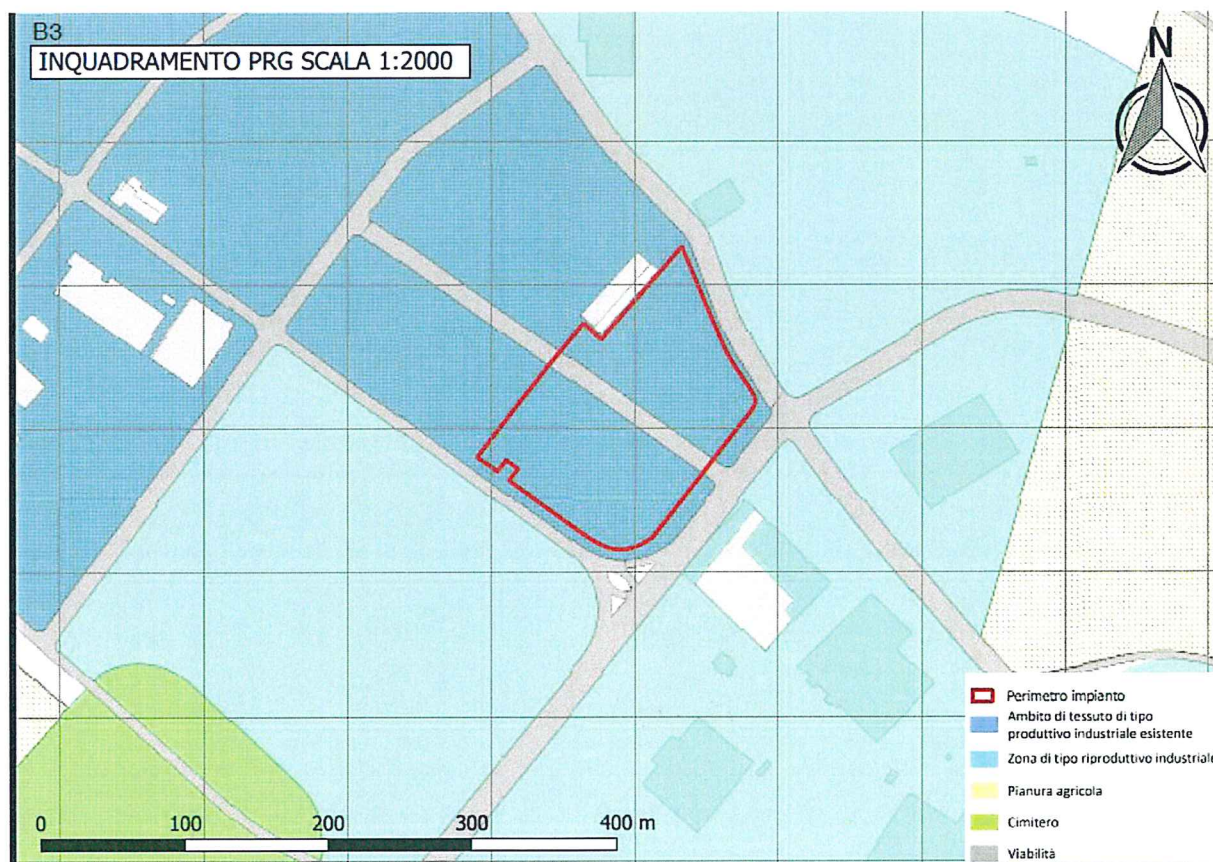 B3
INQUADRAMENTO PRG SCALA 1:2000
N
Perimetro impianto
Ambito di tessuto di tipo
produttivo industriale esistente
Zona di tipo riproduttivo industriale
Pianura agricola
Cimitero
Viabilità
0 100 200 300 400 m